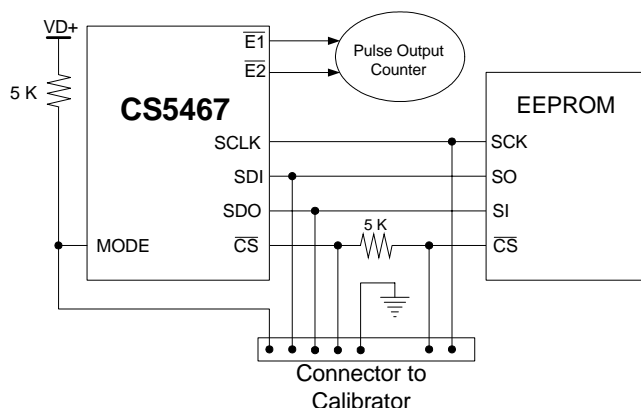 VD+
5 K
CS5467
E1
E2
Pulse Output
Counter
EEPROM
SCLK
SCK
SDI
SO
SDO
SI
5 K
MODE
CS
CS
Connector to
Calibrator